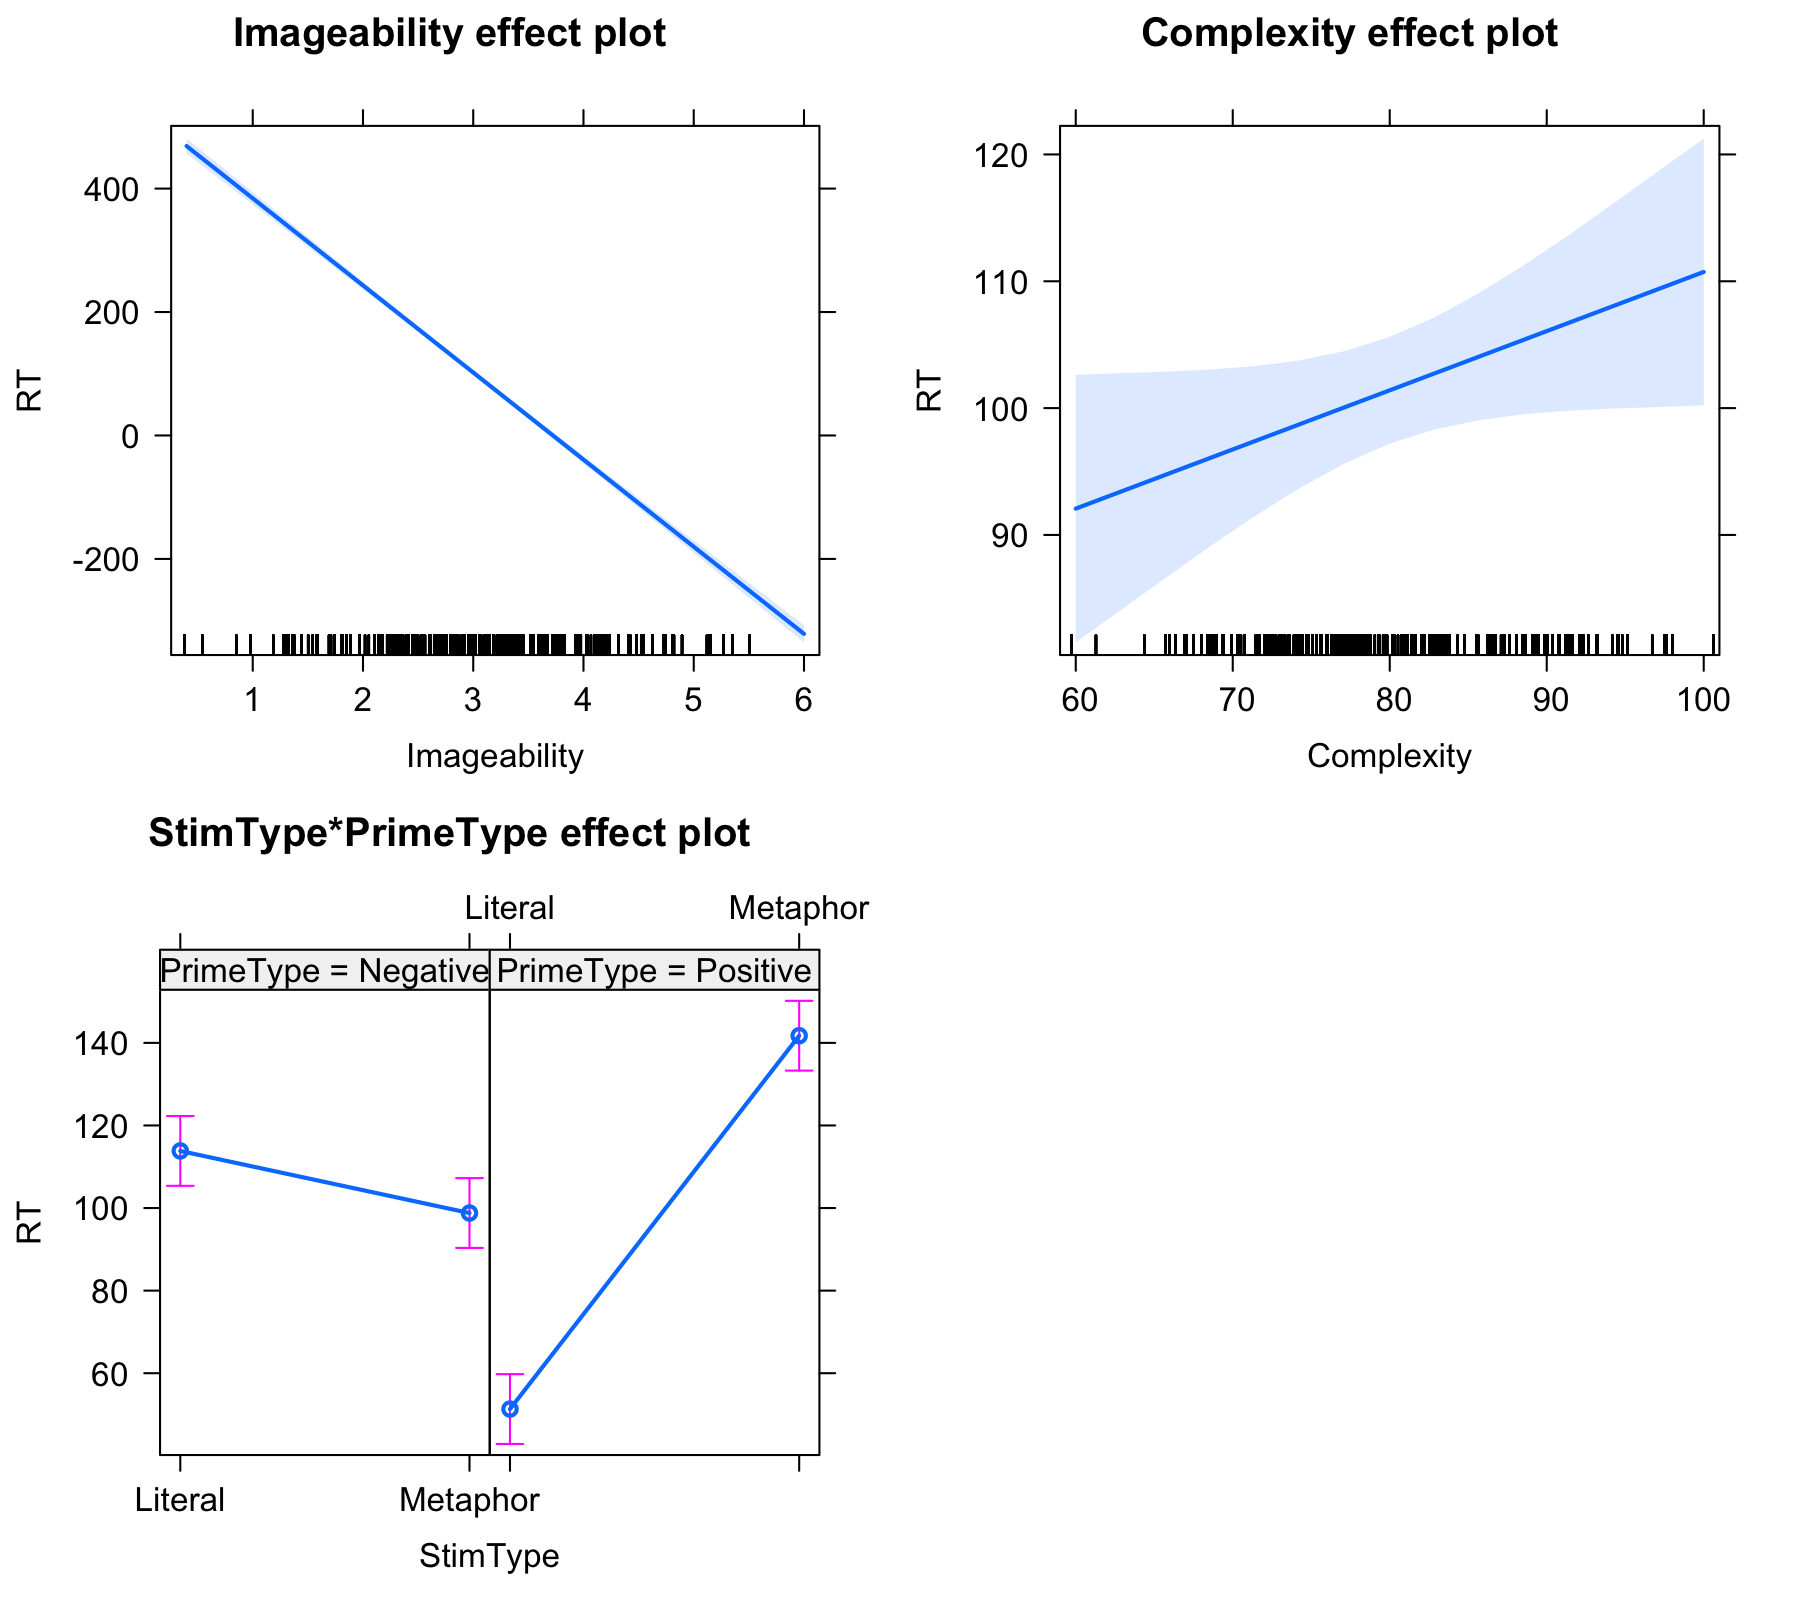 Imageability effect plot
RT
400
200
0
-200
1 2 3 4 5 6
Imageability
Complexity effect plot
RT
120
110
100
90
60 70 80 90 100
Complexity
StimType*PrimeType effect plot
Literal Metaphor
PrimeType = Negative PrimeType = Positive
RT
140
120
100
80
60
Literal Metaphor
StimType